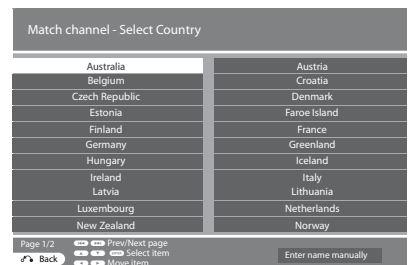 Match channel - Select Country
Australia Austria
Belgium Croatia
Czech Republic Denmark
Estonia Faroe Island
Finland France
Germany Greenland
Hungary Iceland
Ireland Italy
Latvia Lithuania
Luxembourg Netherlands
New Zealand Norway
Page 1/2 Prev/Next page
Select item
Back Move item
Enter name manually